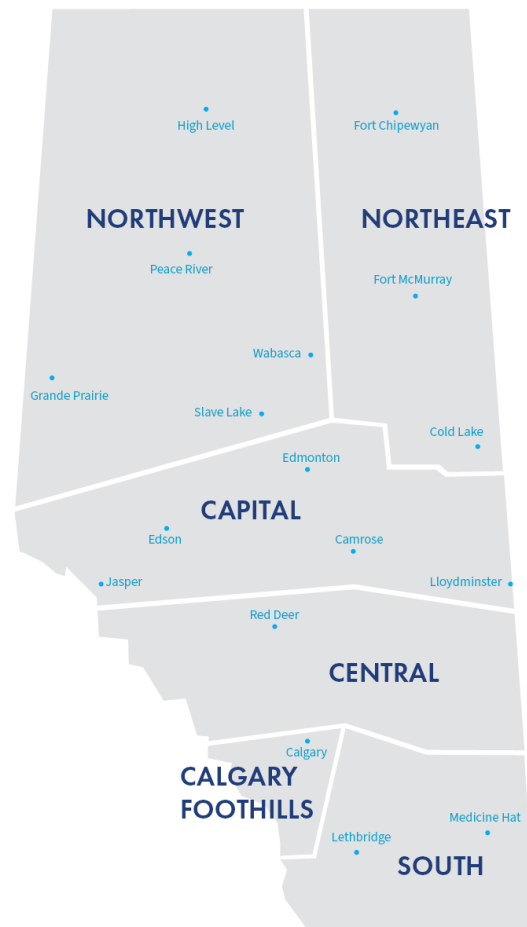 High Level
Fort Chipewyan
NORTHWEST
NORTHEAST
Peace River
Fort McMurray
Wabasca
Grande Prairie
Slave Lake
Cold Lake
Edmonton
CAPITAL
Edson
Camrose
Jasper
Lloydminster
Red Deer
CENTRAL
Calgary
CALGARY
FOOTHILLS
Medicine Hat
Lethbridge
SOUTH